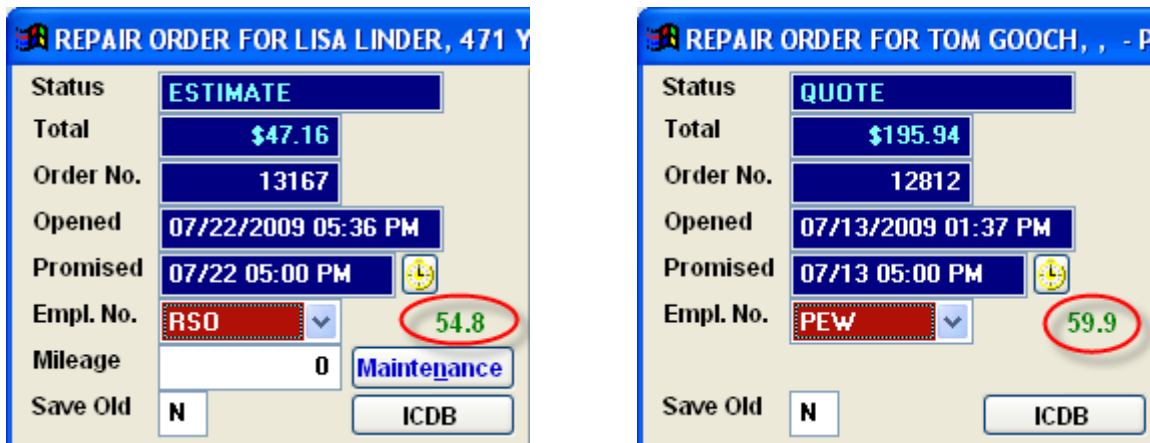 REPAIR ORDER FOR LISA LINDER, 471 Y
Status ESTIMATE
Total $47.16
Order No. 13167
Opened 07/22/2009 05:36 PM
Promised 07/22 05:00 PM
Empl. No. RSO 54.8
Mileage 0 Maintenance
Save Old N ICDB
REPAIR ORDER FOR TOM GOOCH, , - P
Status QUOTE
Total $195.94
Order No. 12812
Opened 07/13/2009 01:37 PM
Promised 07/13 05:00 PM
Empl. No. PEW 59.9
Save Old N ICDB